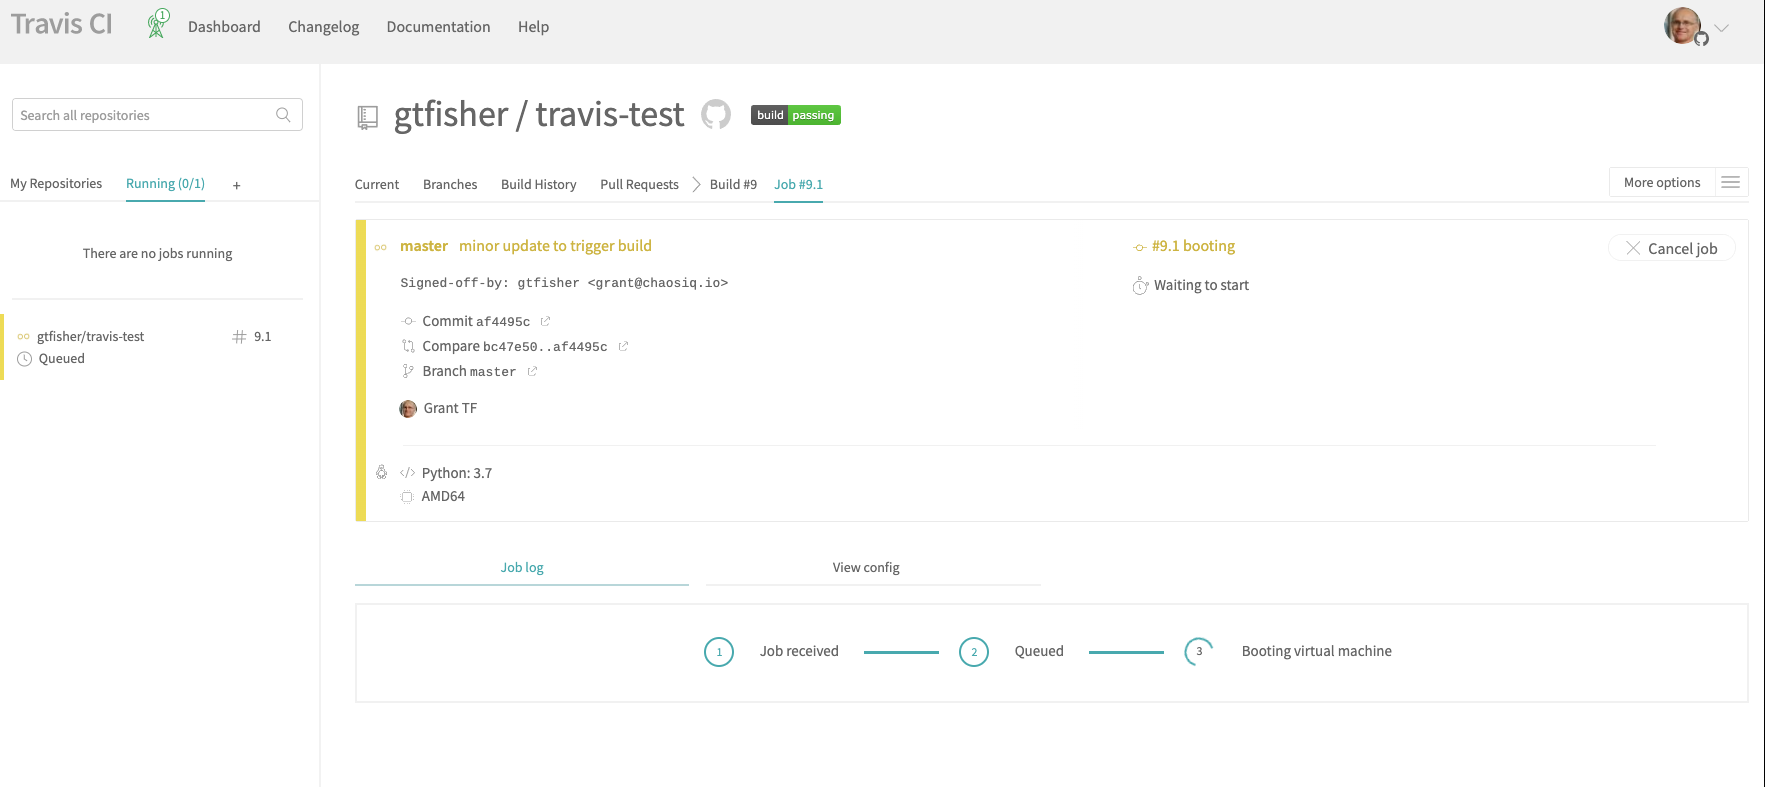 Travis CI
1
Dashboard
Changelog
Documentation
Help
Search all repositories
My Repositories
Running (0/1)
+
There are no jobs running
gtfisher/travis-test
# 9.1
Queued
gtfisher / travis-test
build passing
Current
Branches
Build History
Pull Requests
Build #9
Job #9.1
More options
master minor update to trigger build
Signed-off-by: gtfisher <grant@chaosiq.io>
Commit af4495c
Compare bc47e50..af4495c
Branch master
Grant TF
#9.1 booting
Waiting to start
Cancel job
Python: 3.7
AMD64
Job log
View config
1 Job received
2 Queued
3 Booting virtual machine